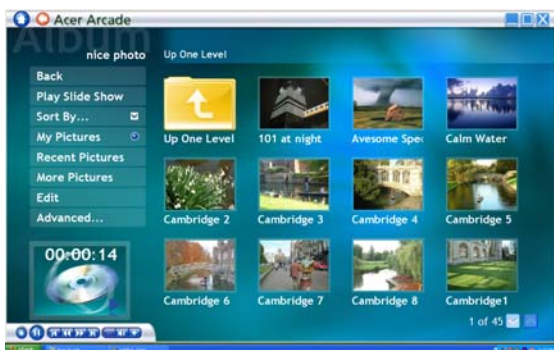 Acer Arcade
Album
nice photo
Up One Level
Back
Play Slide Show
Sort By...
My Pictures
Recent Pictures
More Pictures
Edit
Advanced...
00:00:14
Up One Level
101 at night
Avesome Spe
Calm Water
Cambridge 2
Cambridge 3
Cambridge 4
Cambridge 5
Cambridge 6
Cambridge 7
Cambridge 8
Cambridge1
1 of 45